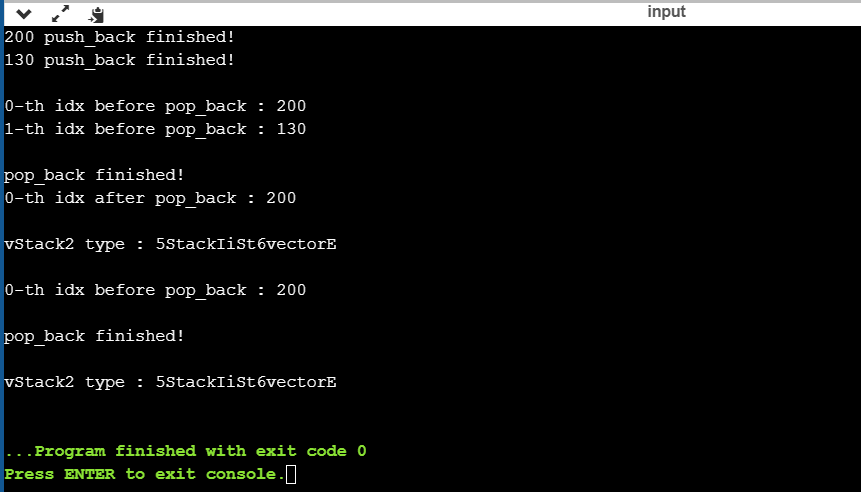 input
200 push_back finished!
130 push_back finished!
0-th idx before pop_back : 200
1-th idx before pop_back : 130
pop_back finished!
0-th idx after pop_back : 200
vStack2 type : 5StackIiSt6vectorE
0-th idx before pop_back : 200
pop_back finished!
vStack2 type : 5StackIiSt6vectorE
...Program finished with exit code 0
Press ENTER to exit console.